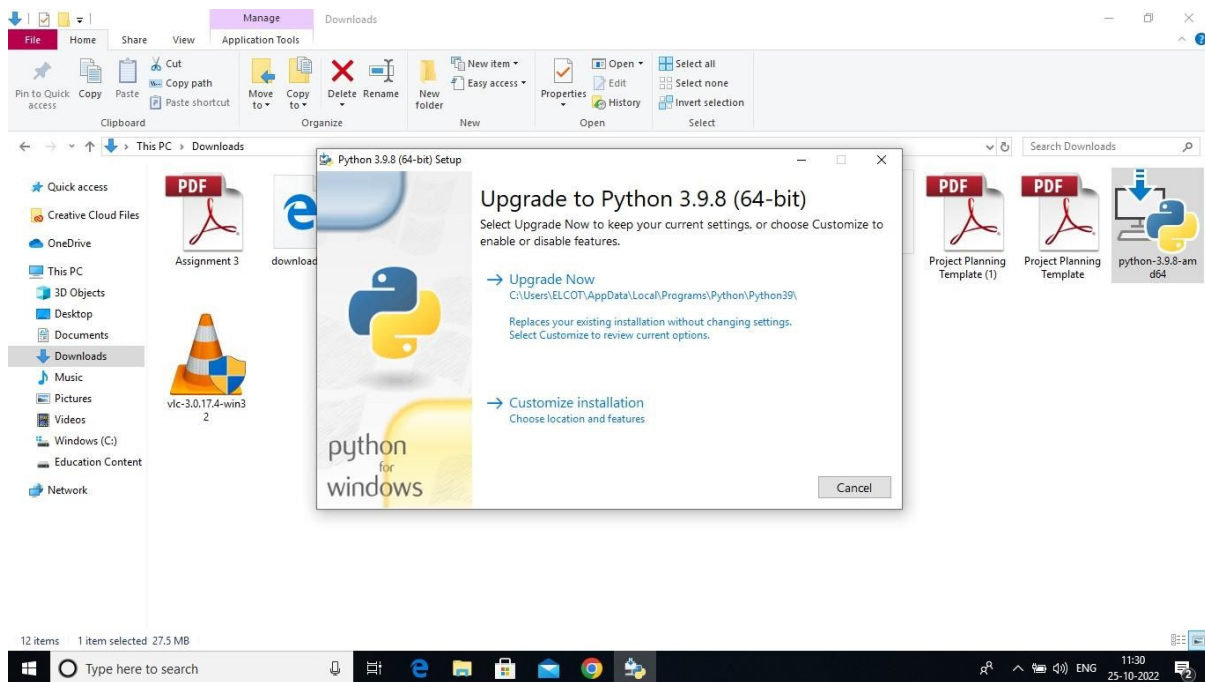 Manage
Downloads
File
Home
Share
View
Application Tools
Pin to Quick
access
Copy
Paste
Cut
Copy path
Paste shortcut
Clipboard
Move
to
Copy
to
Delete
Rename
Organize
New
folder
New item
Easy access
New
Properties
Open
Edit
History
Open
Select all
Select none
Invert selection
Select
This PC
Downloads
Search Downloads
Quick access
Creative Cloud Files
OneDrive
This PC
3D Objects
Desktop
Documents
Downloads
Music
Pictures
Videos
Windows (C:)
Education Content
Network
PDF
Assignment 3
download
vlc-3.0.17.4-win3
2
Python 3.9.8 (64-bit) Setup
Upgrade to Python 3.9.8 (64-bit)
Select Upgrade Now to keep your current settings, or choose Customize to
enable or disable features.
Upgrade Now
C:\Users\ELCOT\AppData\Local\Programs\Python\Python39\
Replaces your existing installation without changing settings.
Select Customize to review current options.
Customize installation
Choose location and features
python
for
windows
Cancel
PDF
Project Planning
Template (1)
PDF
Project Planning
Template
python-3.9.8-am
d64
12 items
1 item selected 27.5 MB
Type here to search
ENG
11:30
25-10-2022
2